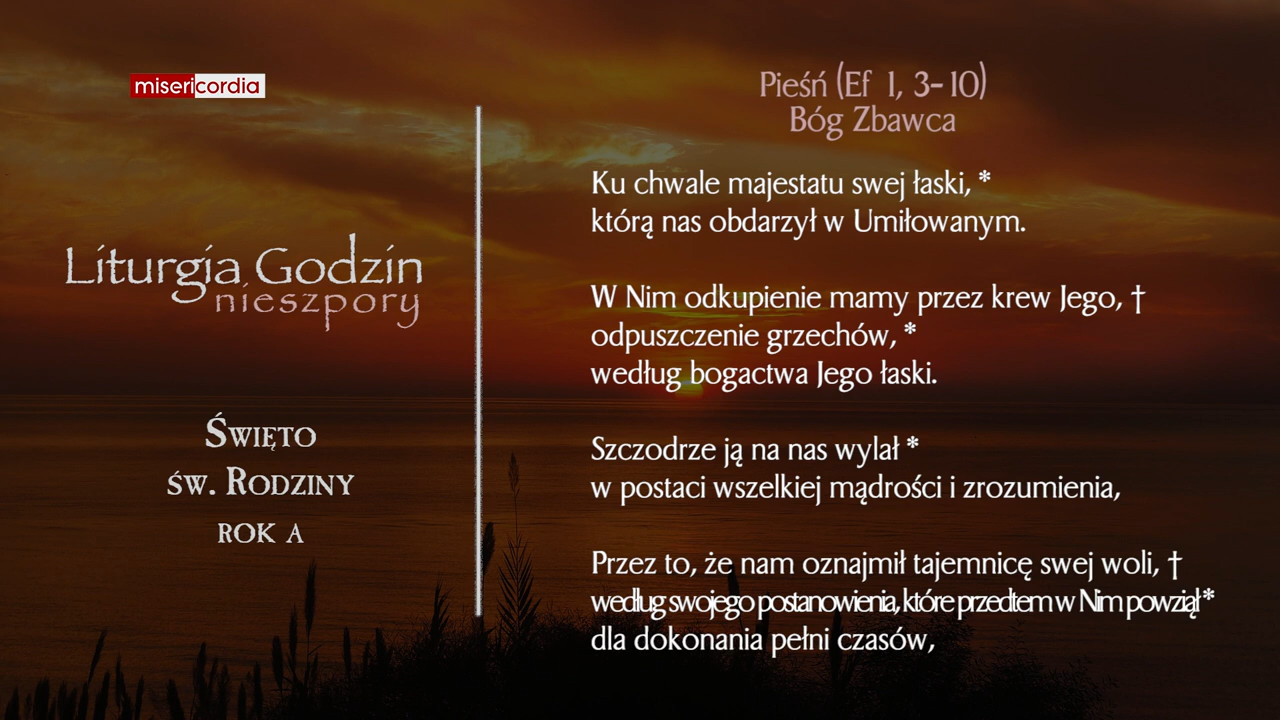 misericordia
Liturgia Godzin
nieszpory
Święto
św. Rodziny
rok a
Pieśń (Ef 1, 3-10)
Bóg Zbawca
Ku chwale majestatu swej łaski, *
którą nas obdarzył w Umiłowanym.
W Nim odkupienie mamy przez krew Jego, †
odpuszczenie grzechów, *
według bogactwa Jego łaski.
Szczodrze ją na nas wylał *
w postaci wszelkiej mądrości i zrozumienia,
Przez to, że nam oznajmił tajemnicę swej woli, †
według swojego postanowienia, które przedtem w Nim powziął *
dla dokonania pełni czasów,